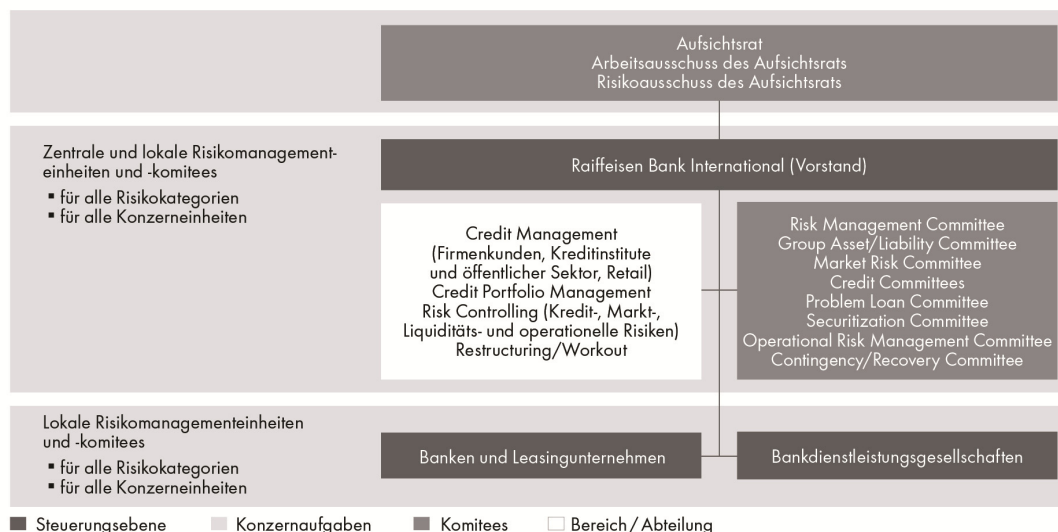 Aufsichtsrat
Arbeitsausschuss des Aufsichtsrats
Risikoausschuss des Aufsichtsrats
Zentrale und lokale Risikomanagement-
einheiten und -komitees
▪ für alle Risikokategorien
▪ für alle Konzerneinheiten
Raiffeisen Bank International (Vorstand)
Credit Management
(Firmenkunden, Kreditinstitute
und öffentlicher Sektor, Retail)
Credit Portfolio Management
Risk Controlling (Kredit-, Markt-,
Liquiditäts- und operationelle Risiken)
Restructuring/Workout
Risk Management Committee
Group Asset/Liability Committee
Market Risk Committee
Credit Committees
Problem Loan Committee
Securitization Committee
Operational Risk Management Committee
Contingency/Recovery Committee
Lokale Risikomanagementeinheiten
und -komitees
▪ für alle Risikokategorien
▪ für alle Konzerneinheiten
Banken und Leasingunternehmen
Bankdienstleistungsgesellschaften
Steuerungsebene
Konzernaufgaben
Komitees
Bereich / Abteilung